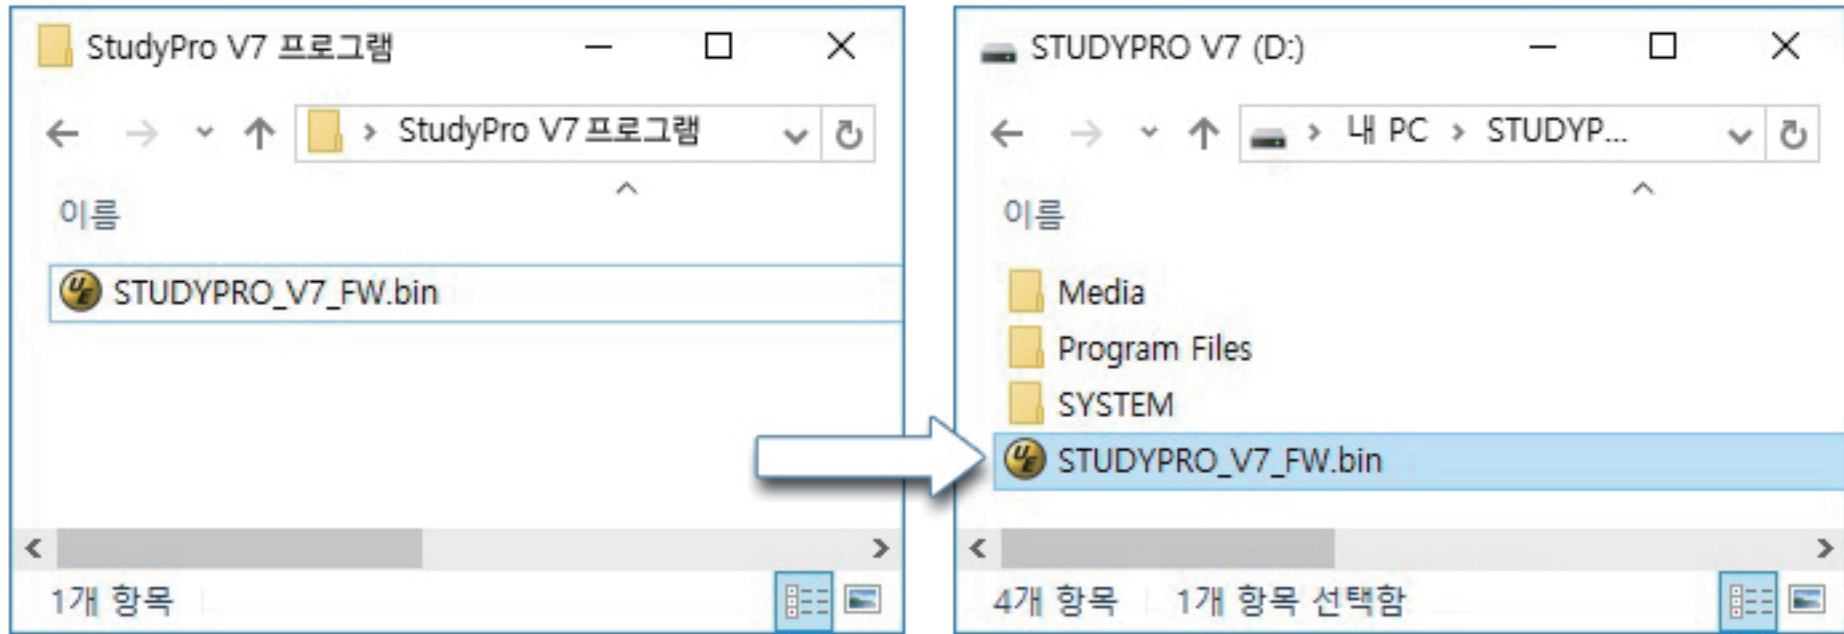 StudyPro V7 프로그램
StudyPro V7 프로그램
이름
STUDYPRO_V7_FW.bin
1개 항목
STUDYPRO V7 (D:)
내 PC > STUDYP...
이름
Media
Program Files
SYSTEM
STUDYPRO_V7_FW.bin
4개 항목 1개 항목 선택함